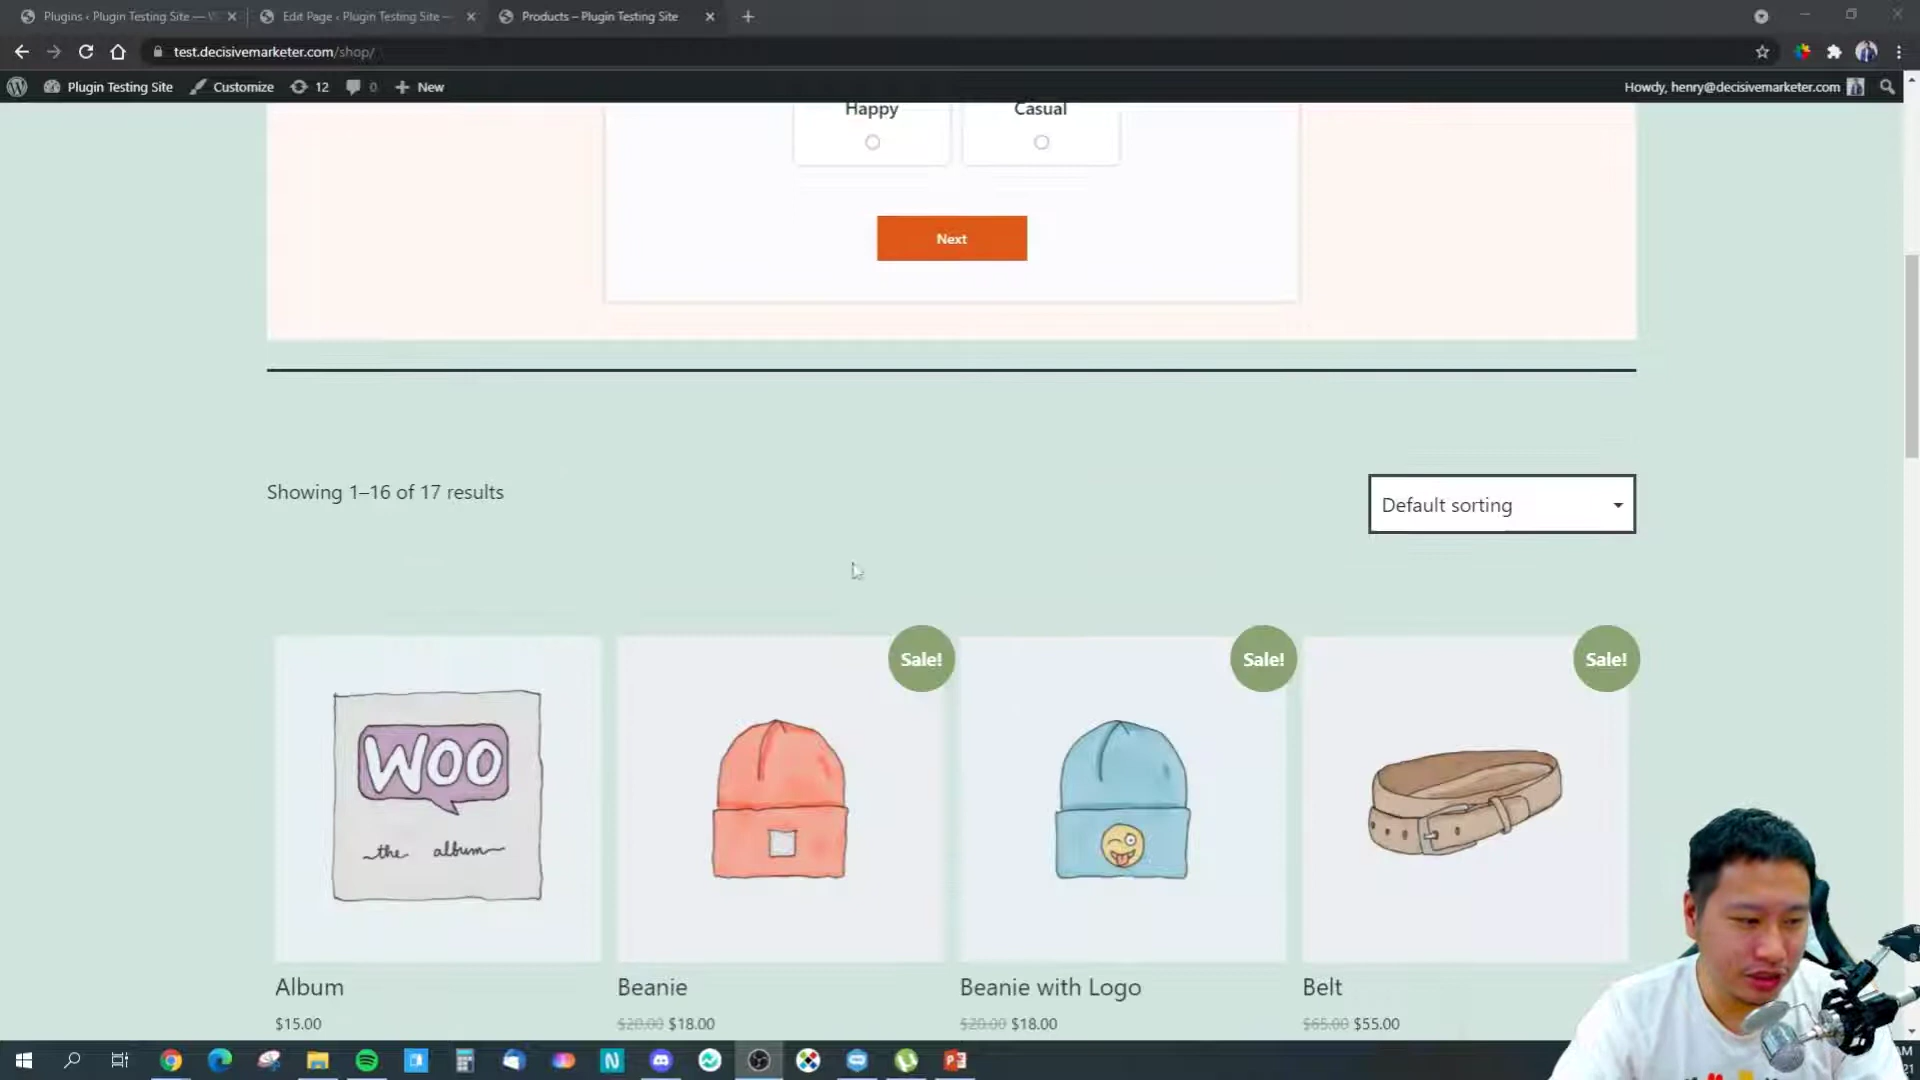 Plugins ‹ Plugin Testing Site — W
Edit Page ‹ Plugin Testing Site —
Products – Plugin Testing Site
test.decisivemarketer.com/shop/
Plugin Testing Site
Customize
12
0
New
Howdy, henry@decisivemarketer.com
Happy
Casual
Next
Showing 1–16 of 17 results
Default sorting
Sale!
Sale!
Sale!
WOO
the album
Album
Beanie
Beanie with Logo
Belt
$15.00
$20.00 $18.00
$20.00 $18.00
$65.00 $55.00